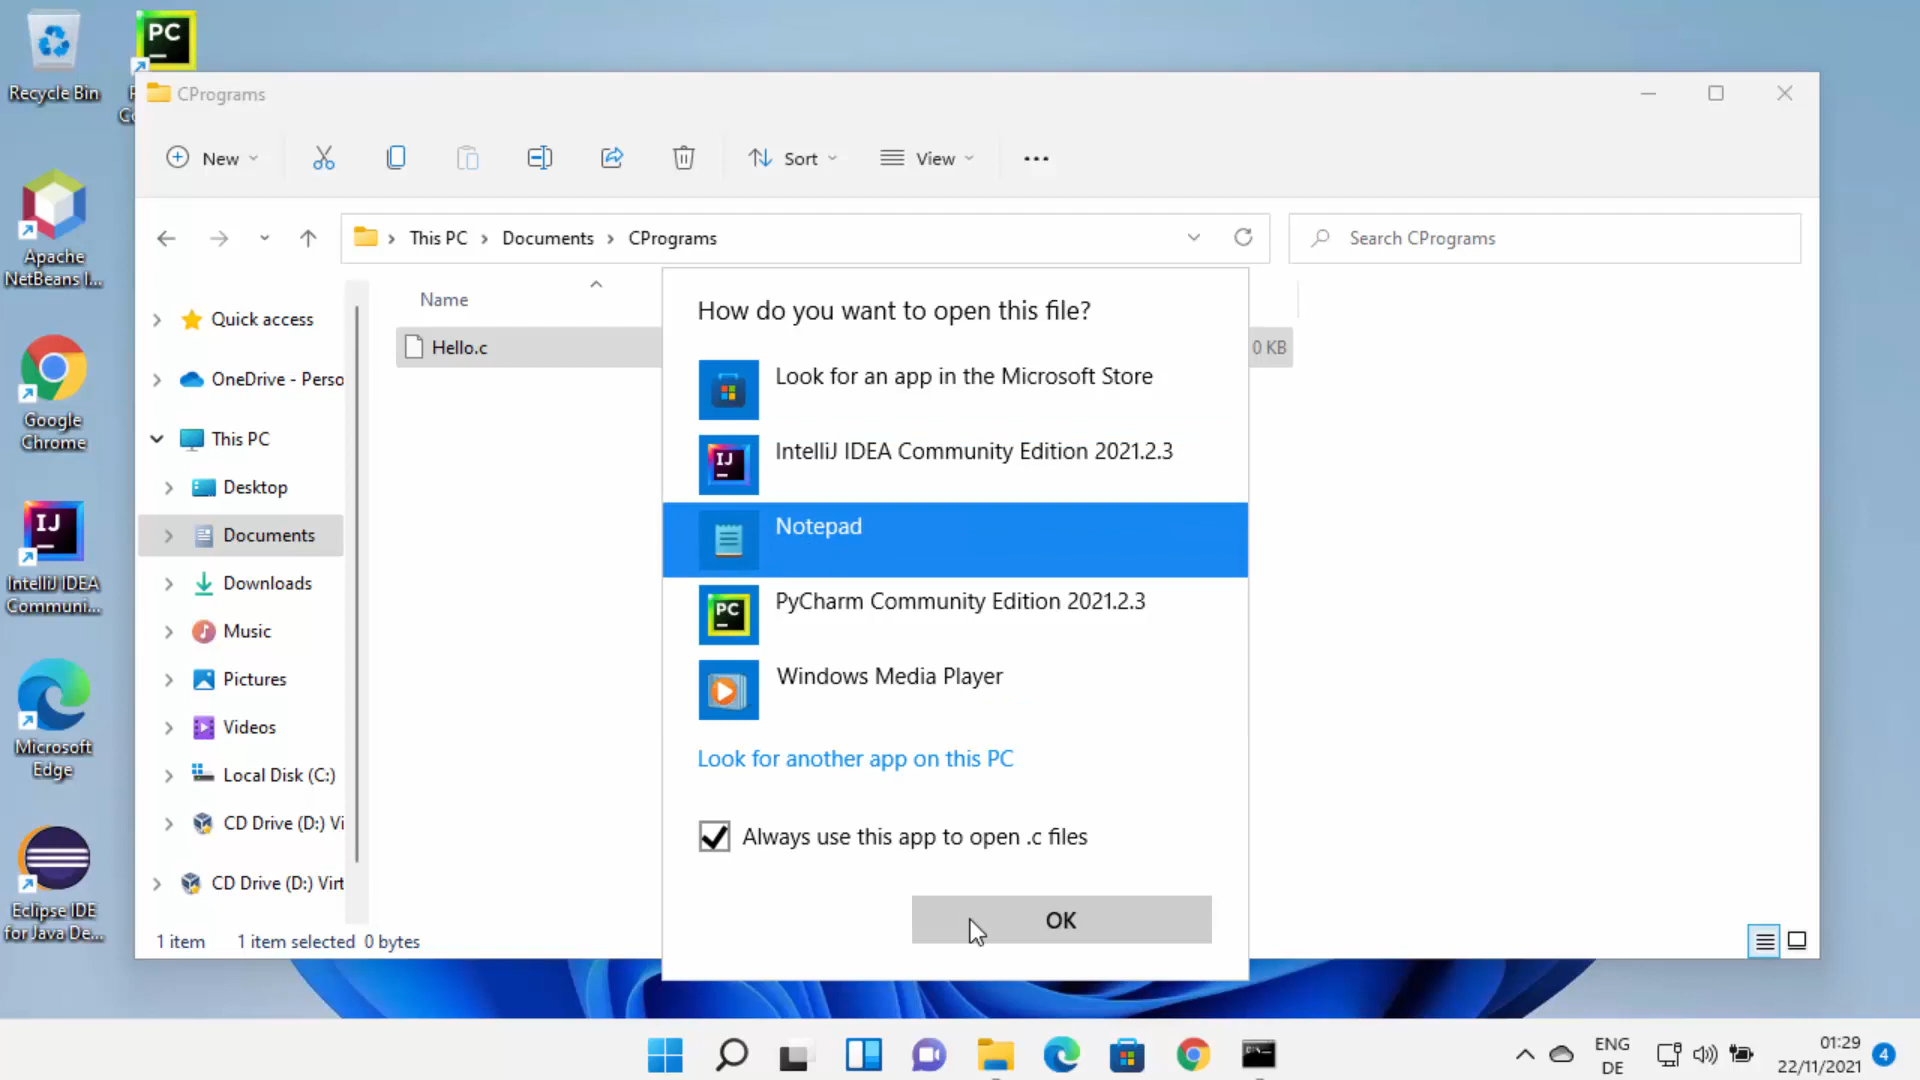 Recycle Bin
PC
CPrograms
New
Sort
View
This PC
Documents
CPrograms
Search CPrograms
Apache
NetBeans I...
Google
Chrome
IJ
IntelliJ IDEA
Communi...
Microsoft
Edge
Eclipse IDE
for Java De...
Quick access
OneDrive - Perso
This PC
Desktop
Documents
Downloads
Music
Pictures
Videos
Local Disk (C:)
CD Drive (D:) Vi
CD Drive (D:) Virt
Name
Hello.c
0 KB
How do you want to open this file?
Look for an app in the Microsoft Store
IJ
IntelliJ IDEA Community Edition 2021.2.3
Notepad
PC
PyCharm Community Edition 2021.2.3
Windows Media Player
Look for another app on this PC
Always use this app to open .c files
OK
1 item
1 item selected 0 bytes
ENG
DE
01:29
22/11/2021
4